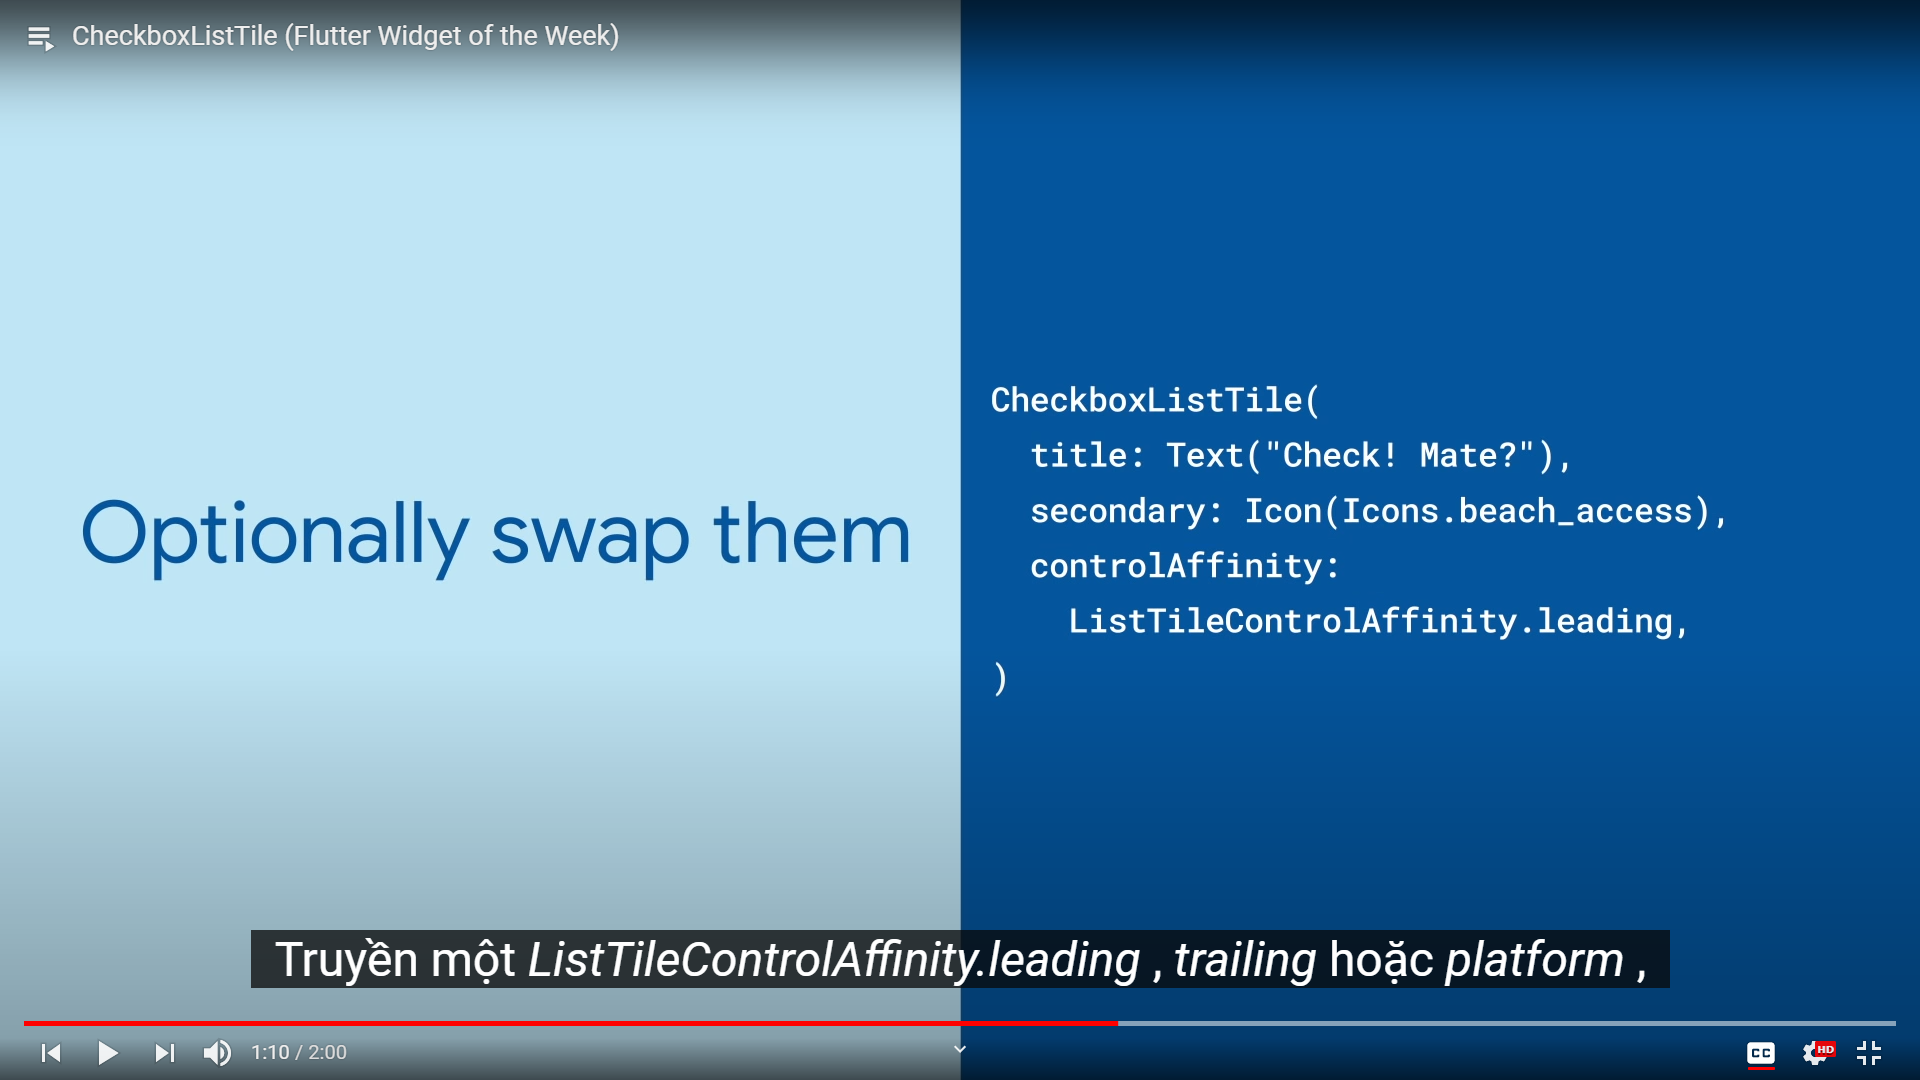 CheckboxListTile (Flutter Widget of the Week)
Optionally swap them
CheckboxListTile(
title: Text("Check! Mate?"),
secondary: Icon(Icons.beach_access),
controlAffinity:
ListTileControlAffinity.leading,
)
Truyền một ListTileControlAffinity.leading , trailing hoặc platform ,
1:10 / 2:00
CC
HD